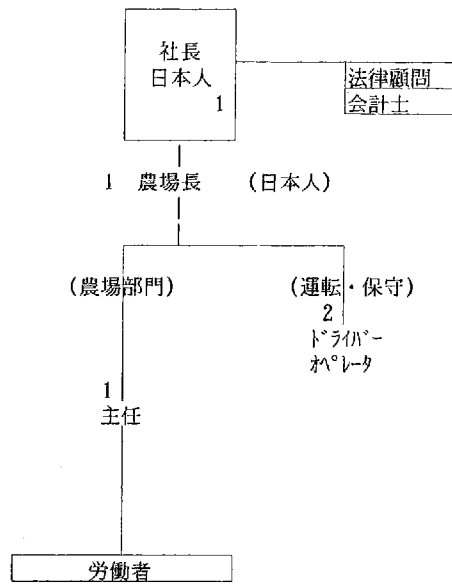 社長
日本人
1
法律顧問
会計士
1 農場長 (日本人)
(農場部門) (運転・保守)
2
ﾄﾞﾗｲﾊﾞｰ
ｵﾍﾟﾚｰﾀ
1
主任
労働者